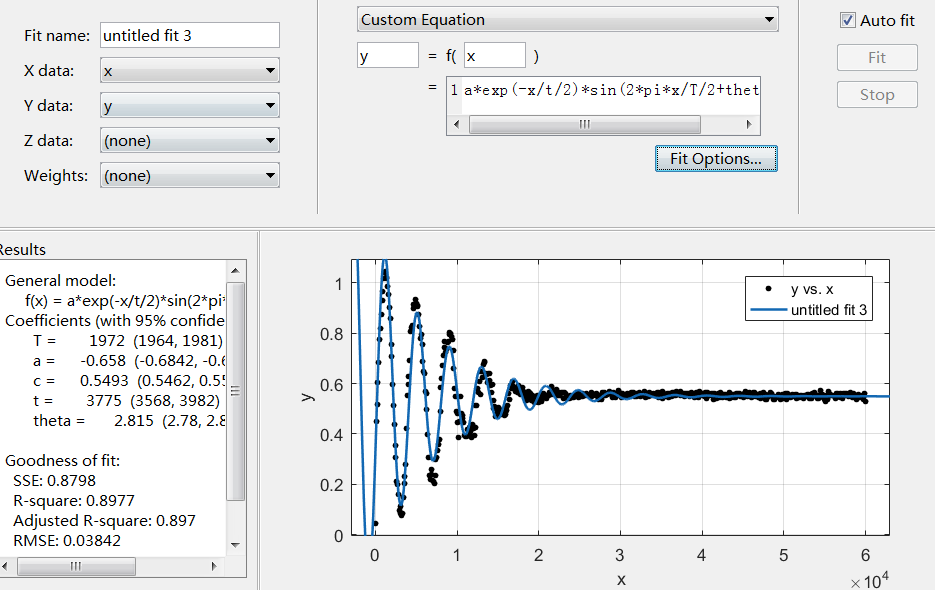 Fit name: untitled fit 3
X data: x
Y data: y
Z data: (none)
Weights: (none)
Custom Equation
y = f( x )
= 1 a*exp(-x/t/2)*sin(2*pi*x/T/2+thet
Fit Options...
Auto fit
Fit
Stop
Results
General model:
f(x) = a*exp(-x/t/2)*sin(2*pi*
Coefficients (with 95% confide
T = 1972 (1964, 1981)
a = -0.658 (-0.6842, -0.6
c = 0.5493 (0.5462, 0.55
t = 3775 (3568, 3982)
theta = 2.815 (2.78, 2.8
Goodness of fit:
SSE: 0.8798
R-square: 0.8977
Adjusted R-square: 0.897
RMSE: 0.03842
y vs. x
untitled fit 3
1
0.8
0.6
0.4
0.2
0
y
0 1 2 3 4 5 6
x
×10^4